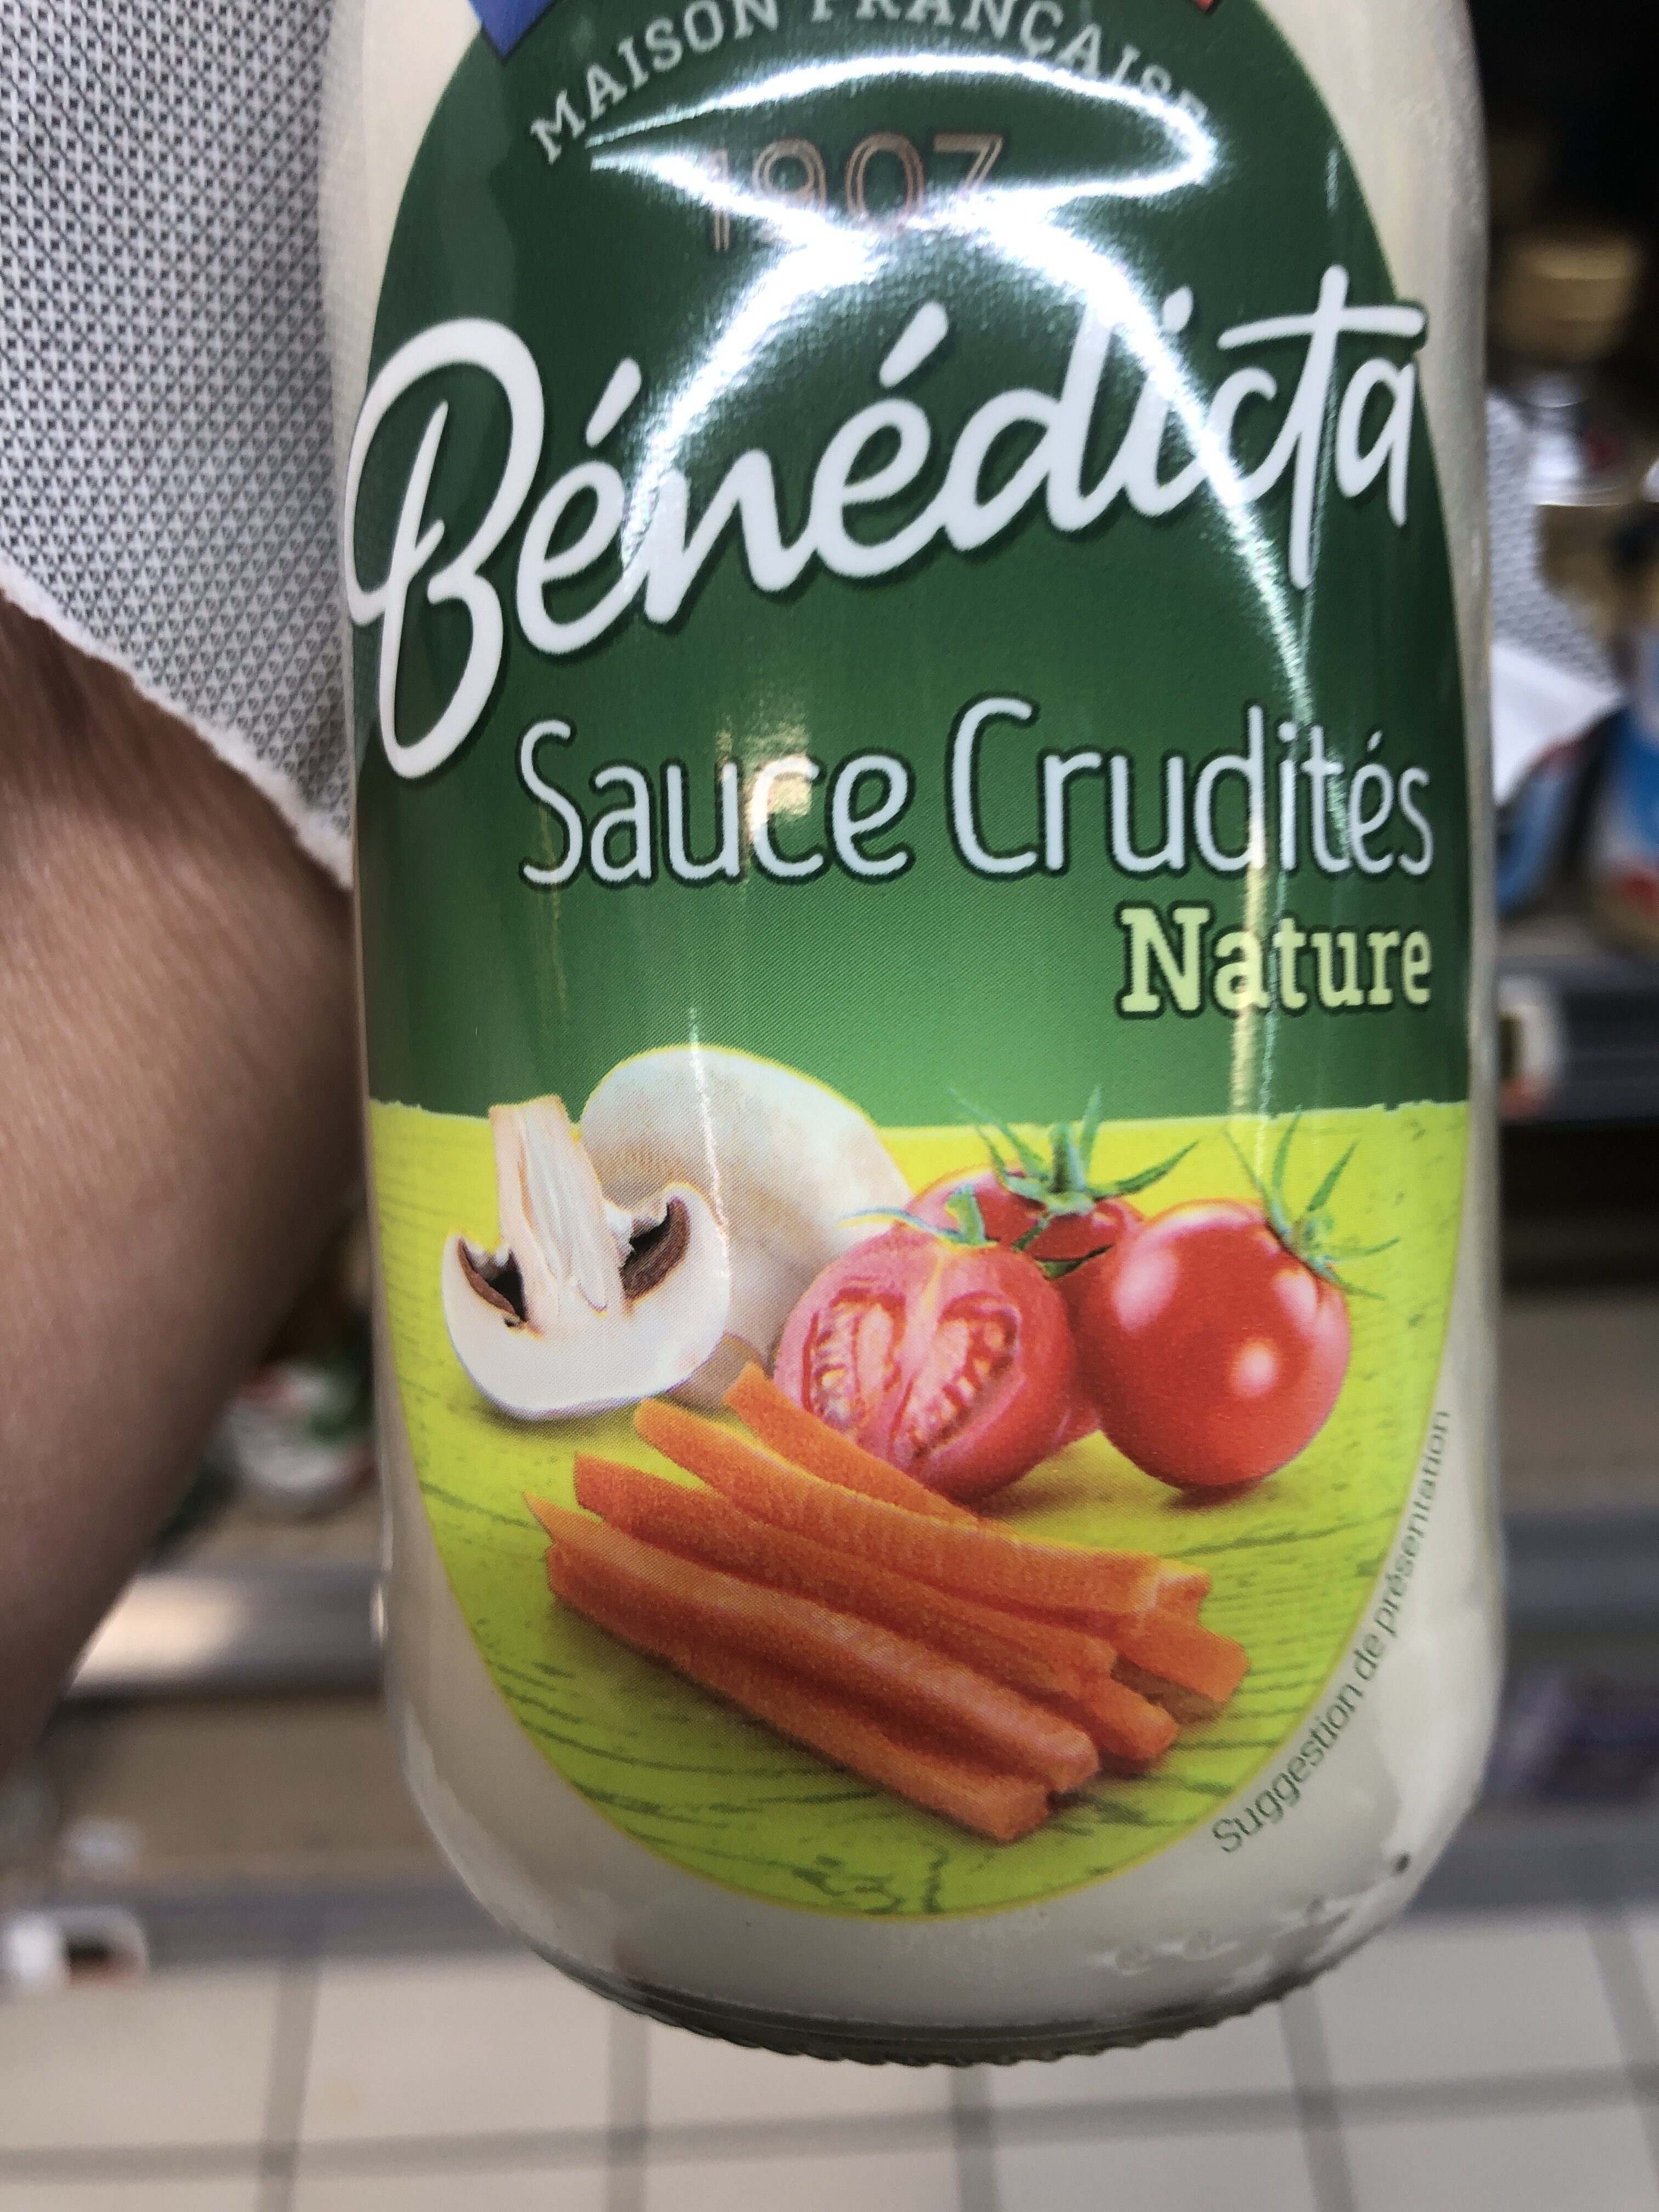 MAISON FRANÇAISE
1907
Bénédicta
Sauce Crudités
Nature
Suggestion de présentation